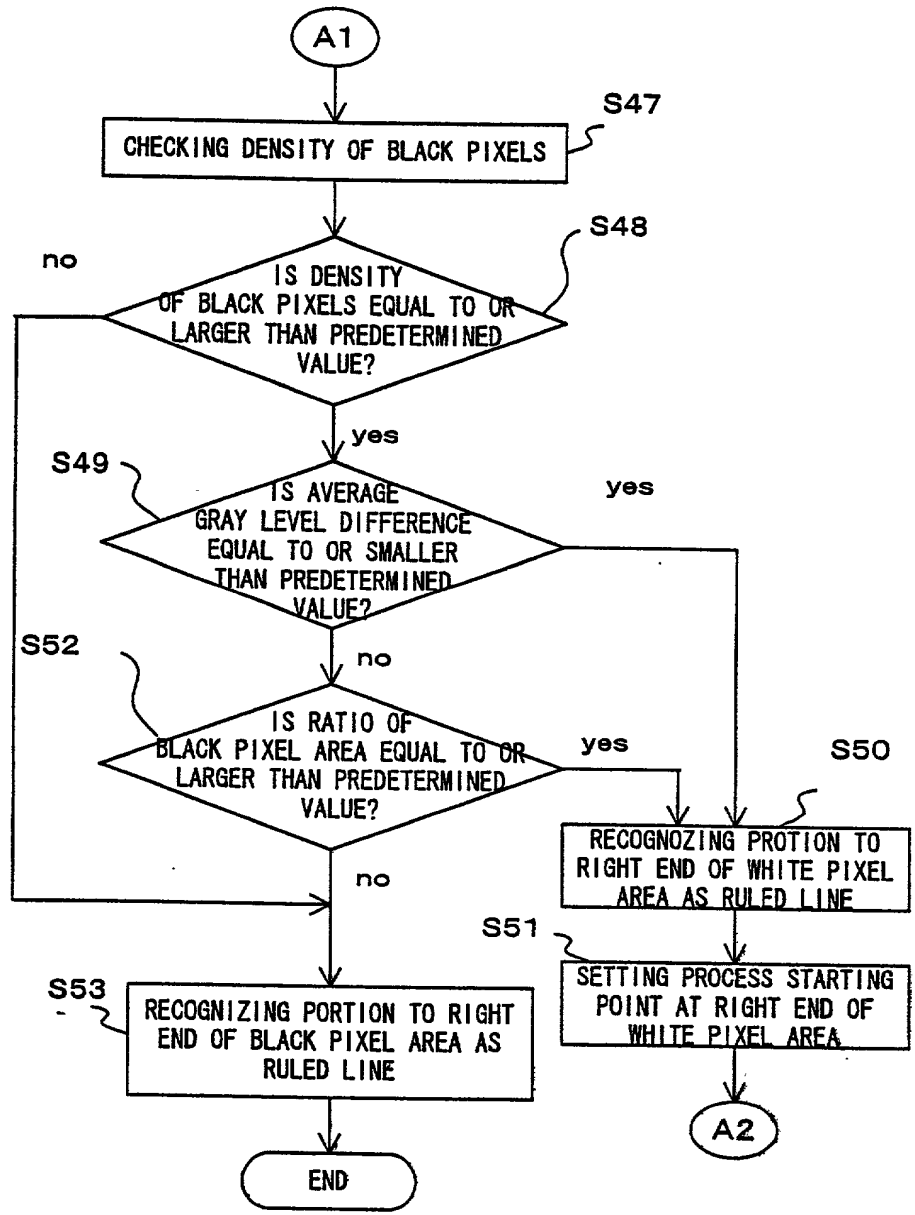 A1
S47
CHECKING DENSITY OF BLACK PIXELS
S48
no
IS DENSITY
OF BLACK PIXELS EQUAL TO OR
LARGER THAN PREDETERMINED
VALUE?
yes
S49
yes
IS AVERAGE
GRAY LEVEL DIFFERENCE
EQUAL TO OR SMALLER
THAN PREDETERMINED
VALUE?
no
S52
IS RATIO OF
BLACK PIXEL AREA EQUAL TO OR
LARGER THAN PREDETERMINED
VALUE?
yes
no
S50
RECOGNOZING PROTION TO
RIGHT END OF WHITE PIXEL
AREA AS RULED LINE
S51
SETTING PROCESS STARTING
POINT AT RIGHT END OF
WHITE PIXEL AREA
A2
S53
RECOGNIZING PORTION TO RIGHT
END OF BLACK PIXEL AREA AS
RULED LINE
END